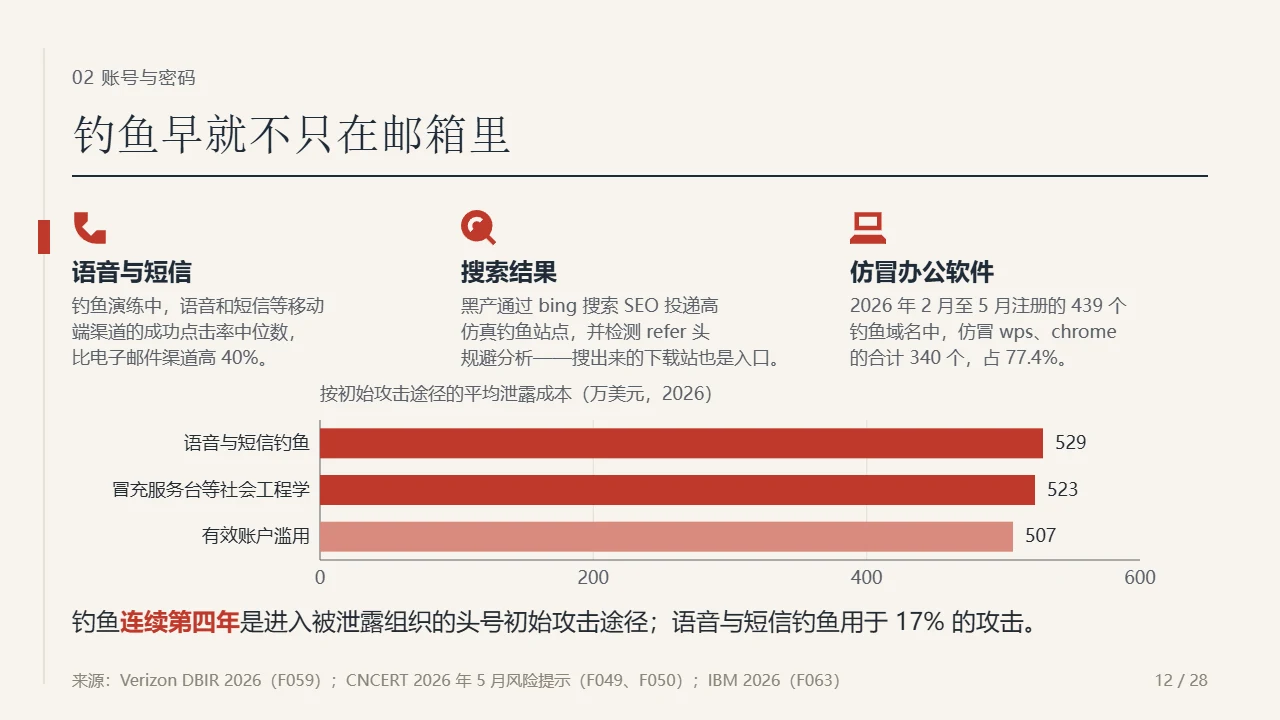 02 账号与密码
钓鱼早就不只在邮箱里
语音与短信
钓鱼演练中，语音和短信等移动
端渠道的成功点击率中位数，
比电子邮件渠道高 40%。
搜索结果
黑产通过 bing 搜索 SEO 投递高
仿真钓鱼站点，并检测 refer 头
规避分析——搜出来的下载站也是入口。
仿冒办公软件
2026 年 2 月至 5 月注册的 439 个
钓鱼域名中，仿冒 wps、chrome
的合计 340 个，占 77.4%。
按初始攻击途径的平均泄露成本（万美元，2026）
语音与短信钓鱼 529
冒充服务台等社会工程学 523
有效账户滥用 507
0 200 400 600
钓鱼连续第四年是进入被泄露组织的头号初始攻击途径；语音与短信钓鱼用于 17% 的攻击。
来源：Verizon DBIR 2026（F059）；CNCERT 2026 年 5 月风险提示（F049、F050）；IBM 2026（F063）
12 / 28